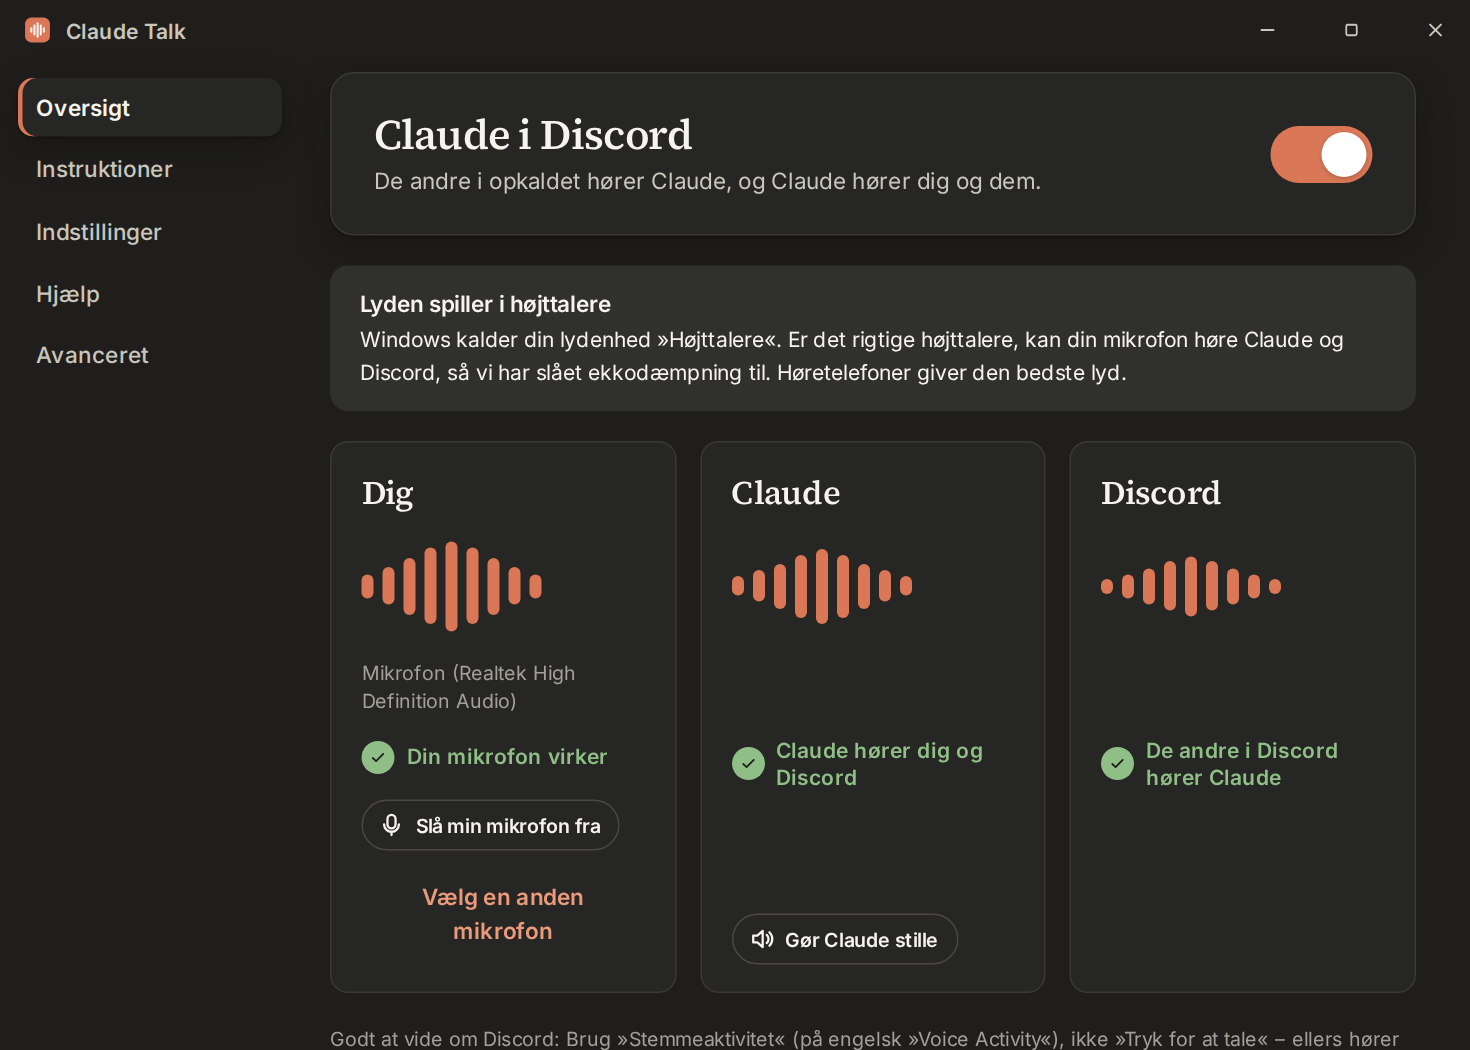 Claude Talk
Oversigt
Instruktioner
Indstillinger
Hjælp
Avanceret
Claude i Discord
De andre i opkaldet hører Claude, og Claude hører dig og dem.
Lyden spiller i højttalere
Windows kalder din lydenhed »Højttalere«. Er det rigtige højttalere, kan din mikrofon høre Claude og
Discord, så vi har slået ekkodæmpning til. Høretelefoner giver den bedste lyd.
Dig
Mikrofon (Realtek High
Definition Audio)
Din mikrofon virker
Slå min mikrofon fra
Vælg en anden
mikrofon
Claude
Claude hører dig og
Discord
Gør Claude stille
Discord
De andre i Discord
hører Claude
Godt at vide om Discord: Brug »Stemmeaktivitet« (på engelsk »Voice Activity«), ikke »Tryk for at tale« – ellers hører